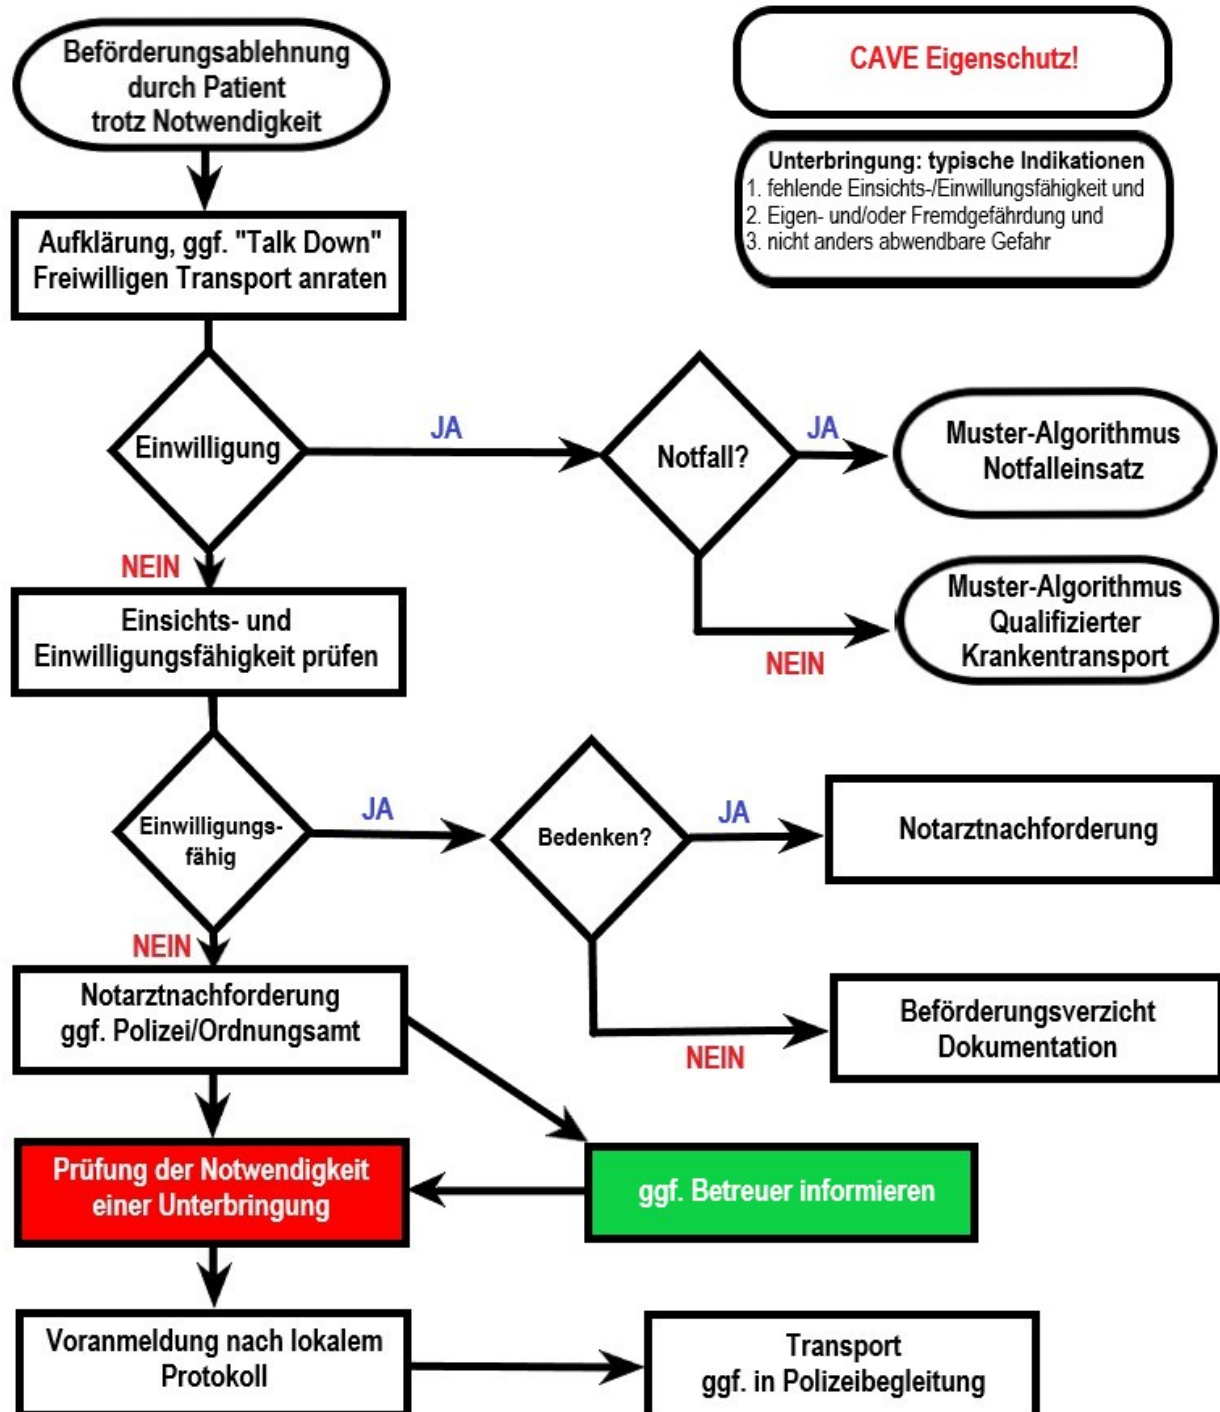 Beförderungsablehnung
durch Patient
trotz Notwendigkeit
CAVE Eigenschutz!
Unterbringung: typische Indikationen
1. fehlende Einsichts-/Einwillungsfähigkeit und
2. Eigen- und/oder Fremdgefährdung und
3. nicht anders abwendbare Gefahr
Aufklärung, ggf. "Talk Down"
Freiwilligen Transport anraten
Einwilligung
JA
Notfall?
JA
Muster-Algorithmus
Notfalleinsatz
NEIN
Muster-Algorithmus
Qualifizierter
Krankentransport
NEIN
Einsichts- und
Einwilligungsfähigkeit prüfen
Einwilligungs-
fähig
JA
Bedenken?
JA
Notarztnachforderung
NEIN
Beförderungsverzicht
Dokumentation
NEIN
Notarztnachforderung
ggf. Polizei/Ordnungsamt
Prüfung der Notwendigkeit
einer Unterbringung
ggf. Betreuer informieren
Voranmeldung nach lokalem
Protokoll
Transport
ggf. in Polizeibegleitung